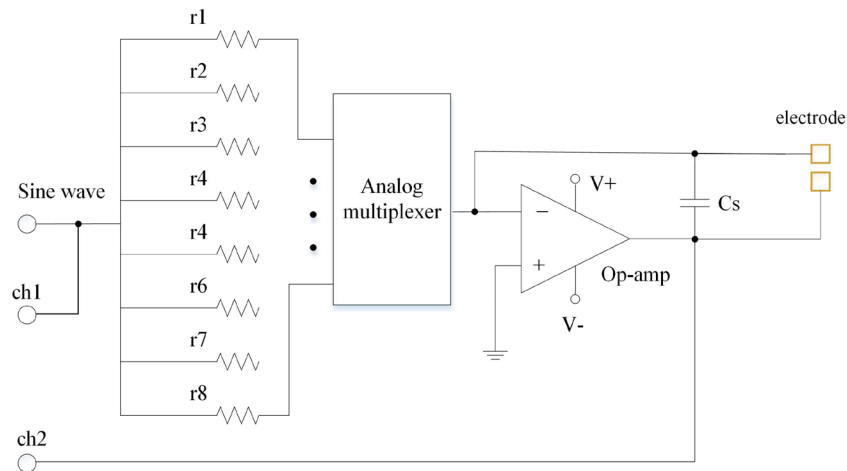 r1
r2
r3
r4
r4
r6
r7
r8
Sine wave
ch1
ch2
Analog
multiplexer
V+
−
+
V-
Op-amp
Cs
electrode